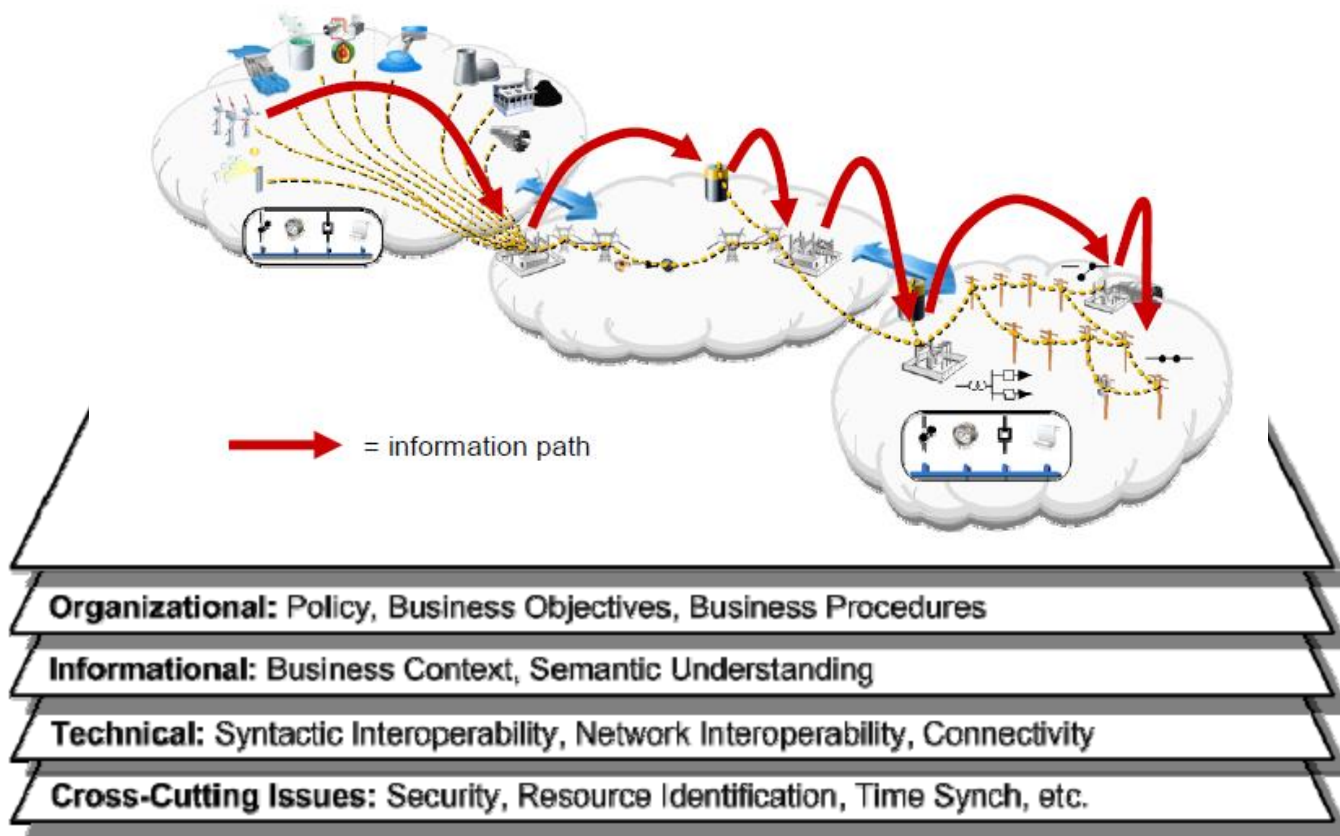 = information path
Organizational: Policy, Business Objectives, Business Procedures
Informational: Business Context, Semantic Understanding
Technical: Syntactic Interoperability, Network Interoperability, Connectivity
Cross-Cutting Issues: Security, Resource Identification, Time Synch, etc.